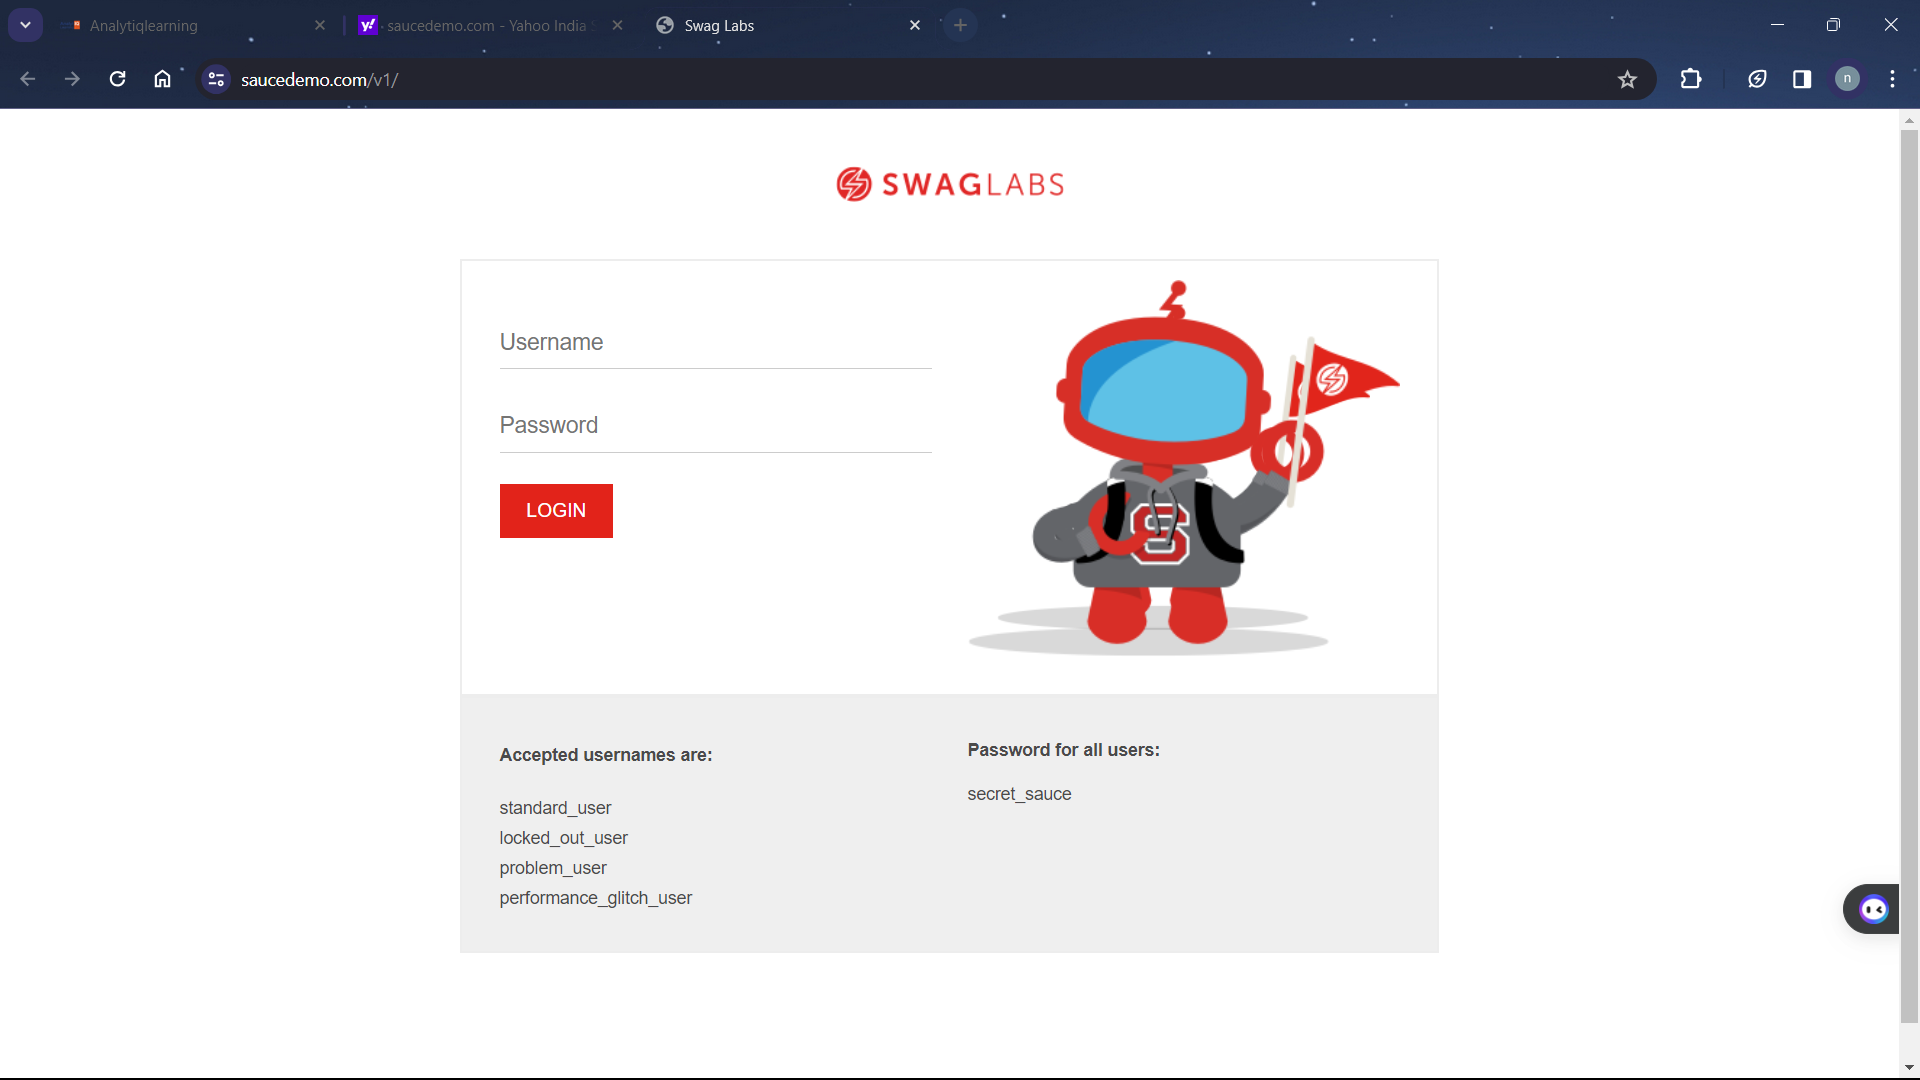 Analytiqlearning
saucedemo.com - Yahoo India
Swag Labs
saucedemo.com/v1/
n
SWAGLABS
Username
Password
LOGIN
S
Accepted usernames are:
standard_user
locked_out_user
problem_user
performance_glitch_user
Password for all users:
secret_sauce